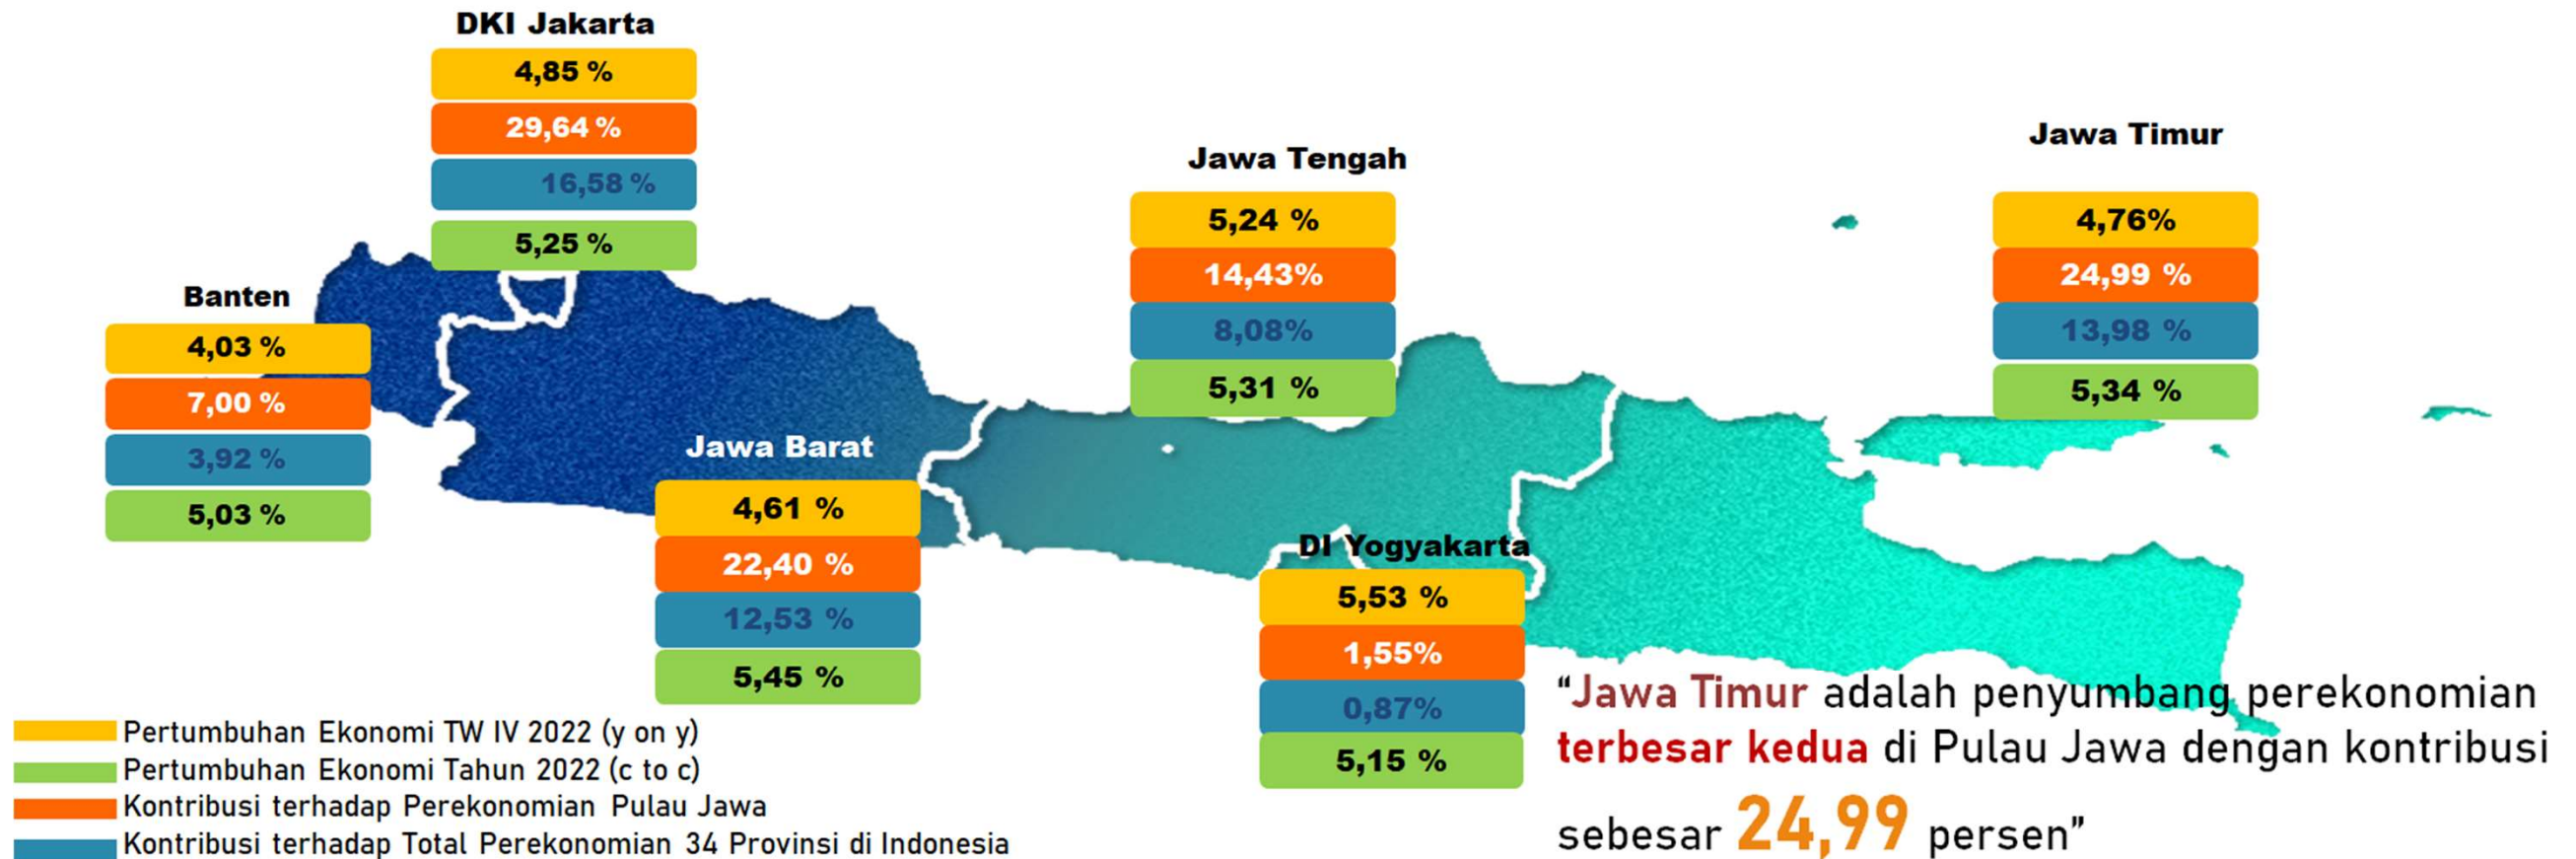 DKI Jakarta
4,85 %
29,64 %
16,58 %
5,25 %
Banten
4,03 %
7,00 %
3,92 %
5,03 %
Jawa Barat
4,61 %
22,40 %
12,53 %
5,45 %
Jawa Tengah
5,24 %
14,43%
8,08%
5,31 %
DI Yogyakarta
5,53 %
1,55%
0,87%
5,15 %
Jawa Timur
4,76%
24,99 %
13,98 %
5,34 %
Pertumbuhan Ekonomi TW IV 2022 (y on y)
Pertumbuhan Ekonomi Tahun 2022 (c to c)
Kontribusi terhadap Perekonomian Pulau Jawa
Kontribusi terhadap Total Perekonomian 34 Provinsi di Indonesia
“Jawa Timur adalah penyumbang perekonomian
terbesar kedua di Pulau Jawa dengan kontribusi
sebesar 24,99 persen”